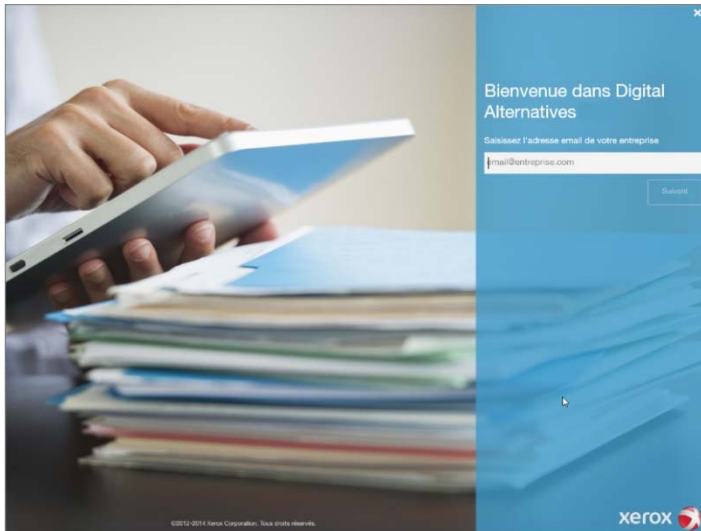 Bienvenue dans Digital
Alternatives
Saisissez l'adresse email de votre entreprise
email@entreprise.com
Suivant
©2012-2014 Xerox Corporation. Tous droits réservés.
xerox